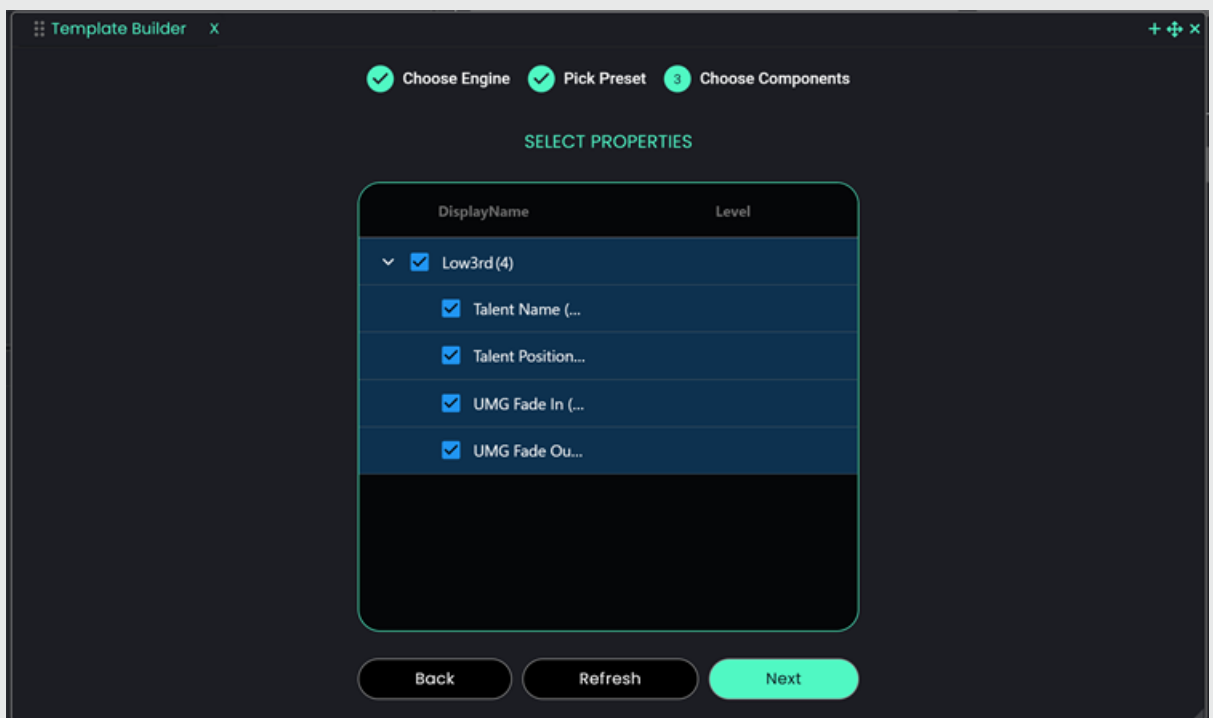 Template Builder X
Choose Engine Pick Preset 3 Choose Components
SELECT PROPERTIES
DisplayName Level
Low3rd (4)
Talent Name (...
Talent Position...
UMG Fade In (...
UMG Fade Ou...
Back Refresh Next